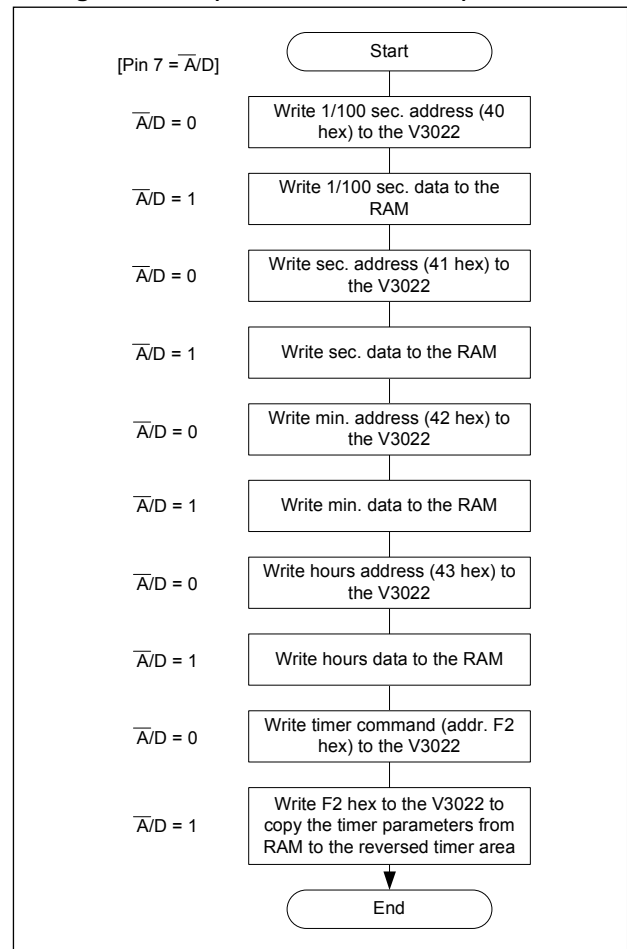 Start
[Pin 7 = A̅/D]
A̅/D = 0
Write 1/100 sec. address (40
hex) to the V3022
A̅/D = 1
Write 1/100 sec. data to the
RAM
A̅/D = 0
Write sec. address (41 hex) to
the V3022
A̅/D = 1
Write sec. data to the RAM
A̅/D = 0
Write min. address (42 hex) to
the V3022
A̅/D = 1
Write min. data to the RAM
A̅/D = 0
Write hours address (43 hex) to
the V3022
A̅/D = 1
Write hours data to the RAM
A̅/D = 0
Write timer command (addr. F2
hex) to the V3022
A̅/D = 1
Write F2 hex to the V3022 to
copy the timer parameters from
RAM to the reversed timer area
End